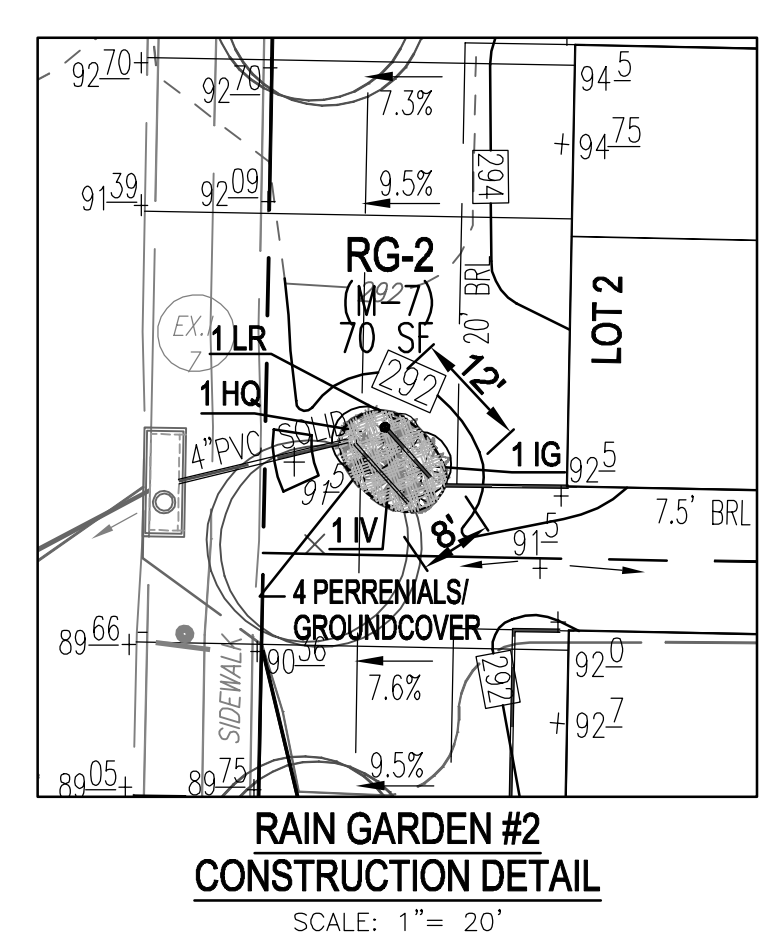 92 70
92 70
7.3%
94 5
94 75
294
91 39
92 09
9.5%
RG-2
(M-7)
292
70 SF
20' BRL
LOT 2
EX.
7
1 LR
292
12'
1 HQ
4"PVC SOLID
1 IG
92 5
91 5
7.5' BRL
1 IV
8'
91 5
4 PERRENIALS/
GROUNDCOVER
89 66
90 36
SIDEWALK
7.6%
292
92 0
92 7
9.5%
89 05
89 75
RAIN GARDEN #2
CONSTRUCTION DETAIL
SCALE: 1"= 20'